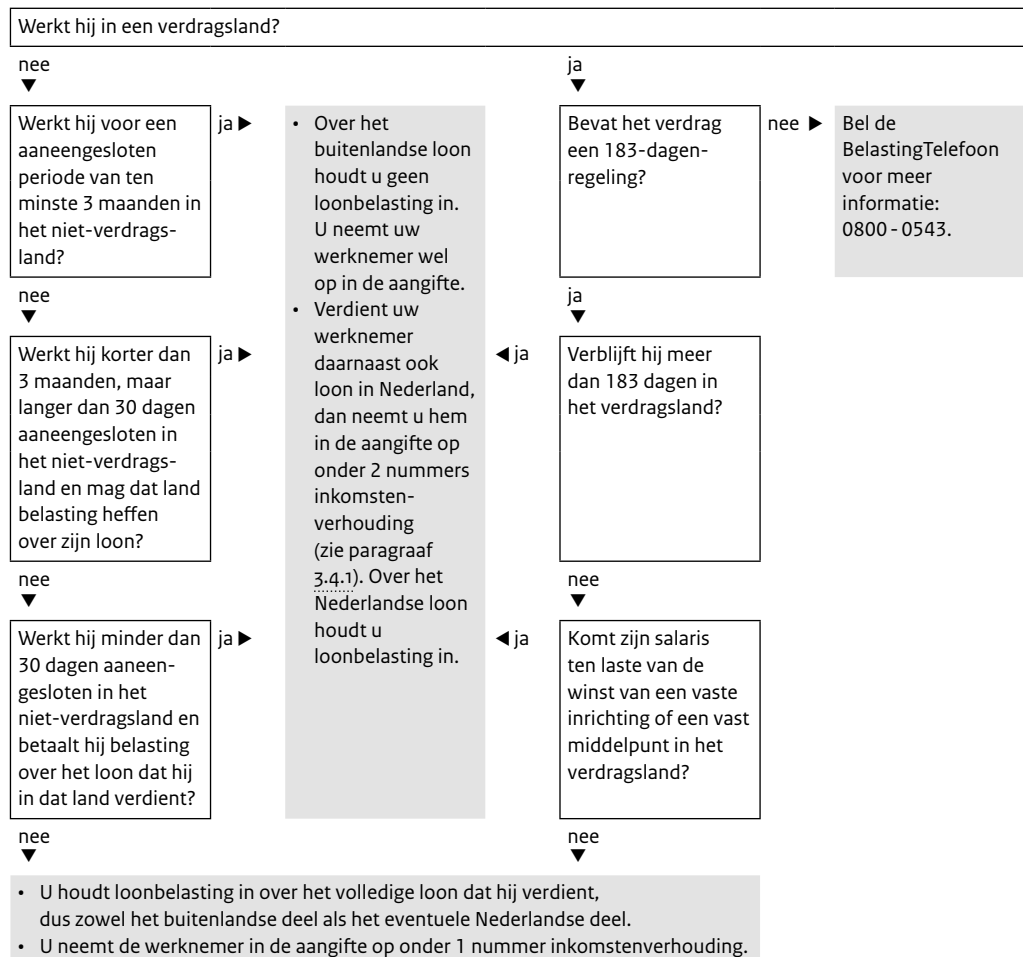 Werkt hij in een verdragsland?
nee
▼
ja
▼
Werkt hij voor een
aaneengesloten
periode van ten
minste 3 maanden in
het niet-verdrags-
land?
ja ▶
• Over het
buitenlandse loon
houdt u geen
loonbelasting in.
U neemt uw
werknemer wel
op in de aangifte.
• Verdient uw
werknemer
daarnaast ook
loon in Nederland,
dan neemt u hem
in de aangifte op
onder 2 nummers
inkomsten-
verhouding
(zie paragraaf
3.4.1). Over het
Nederlandse loon
houdt u
loonbelasting in.
Bevat het verdrag
een 183-dagen-
regeling?
nee ▶
Bel de
BelastingTelefoon
voor meer
informatie:
0800 - 0543.
nee
▼
ja
▼
Werkt hij korter dan
3 maanden, maar
langer dan 30 dagen
aaneengesloten in
het niet-verdrags-
land en mag dat land
belasting heffen
over zijn loon?
ja ▶
◀ ja
Verblijft hij meer
dan 183 dagen in
het verdragsland?
nee
▼
nee
▼
Werkt hij minder dan
30 dagen aaneen-
gesloten in het
niet-verdragsland en
betaalt hij belasting
over het loon dat hij
in dat land verdient?
ja ▶
◀ ja
Komt zijn salaris
ten laste van de
winst van een vaste
inrichting of een vast
middelpunt in het
verdragsland?
nee
▼
nee
▼
• U houdt loonbelasting in over het volledige loon dat hij verdient,
dus zowel het buitenlandse deel als het eventuele Nederlandse deel.
• U neemt de werknemer in de aangifte op onder 1 nummer inkomstenverhouding.